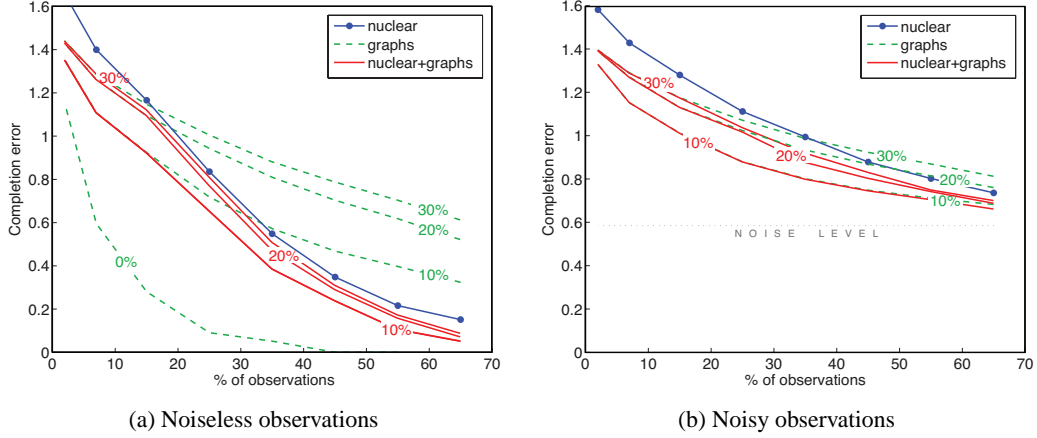 1.6
1.4
1.2
1
0.8
0.6
0.4
0.2
0
0 10 20 30 40 50 60 70
Completion error
% of observations
nuclear
graphs
nuclear+graphs
30%
0%
20%
10%
30%
20%
10%
(a) Noiseless observations
1.6
1.4
1.2
1
0.8
0.6
0.4
0.2
0
0 10 20 30 40 50 60 70
Completion error
% of observations
nuclear
graphs
nuclear+graphs
30%
10%
20%
30%
20%
10%
NOISE LEVEL
(b) Noisy observations